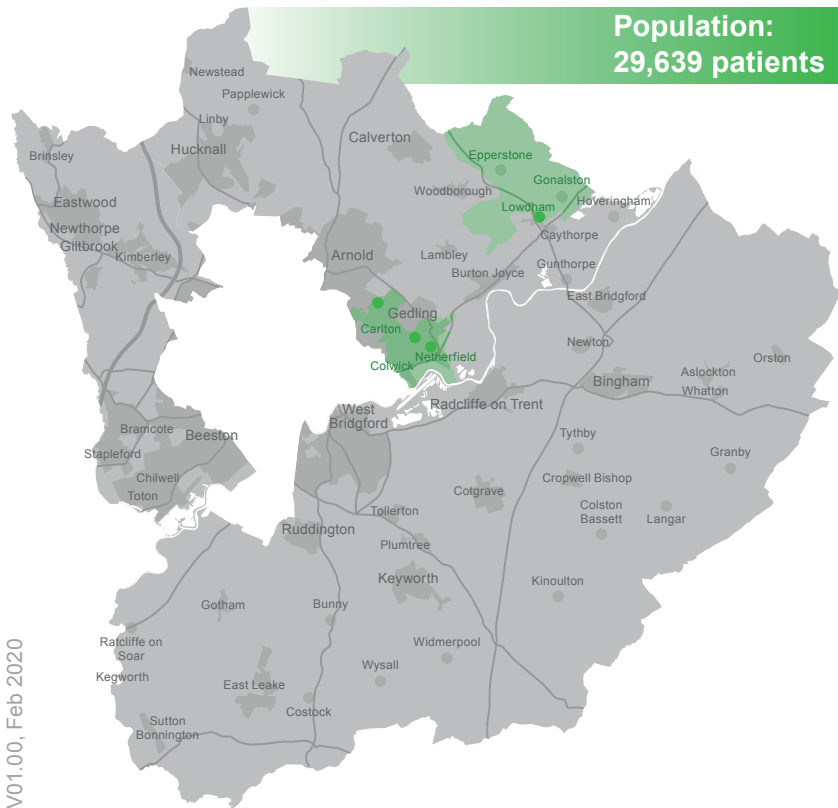 Population:
29,639 patients
Newstead
Papplewick
Linby
Hucknall
Calverton
Brinsley
Epperstone
Gonalston
Woodborough
Lowdham
Hoveringham
Eastwood
Newthorpe
Giltbrook
Kimberley
Caythorpe
Arnold
Lambley
Burton Joyce
Gunthorpe
East Bridgford
Gedling
Carlton
Netherfield
Colwick
Newton
Orston
Aslockton
Whatton
Bingham
Radcliffe on Trent
West
Bridgford
Bramcote
Beeston
Stapleford
Chilwell
Toton
Tythby
Granby
Cropwell Bishop
Cotgrave
Colston
Bassett
Langar
Tollerton
Ruddington
Plumtree
Keyworth
Kinoulton
Gotham
Bunny
Ratcliffe on
Soar
Widmerpool
Wysall
Kegworth
East Leake
Costock
Sutton
Bonnington
V01.00, Feb 2020